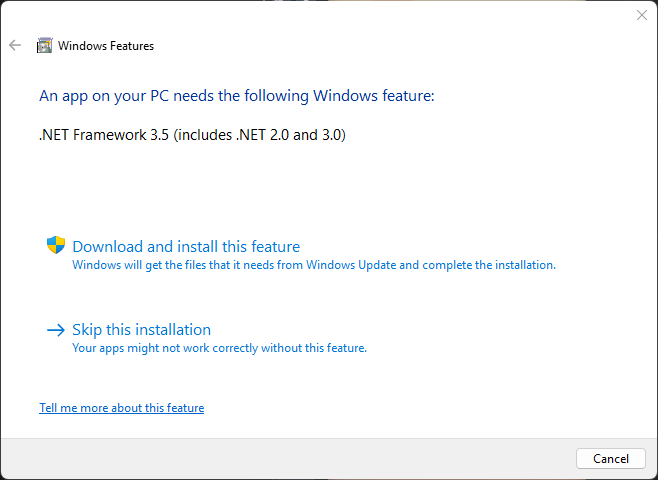 Windows Features
An app on your PC needs the following Windows feature:
.NET Framework 3.5 (includes .NET 2.0 and 3.0)
Download and install this feature
Windows will get the files that it needs from Windows Update and complete the installation.
Skip this installation
Your apps might not work correctly without this feature.
Tell me more about this feature
Cancel